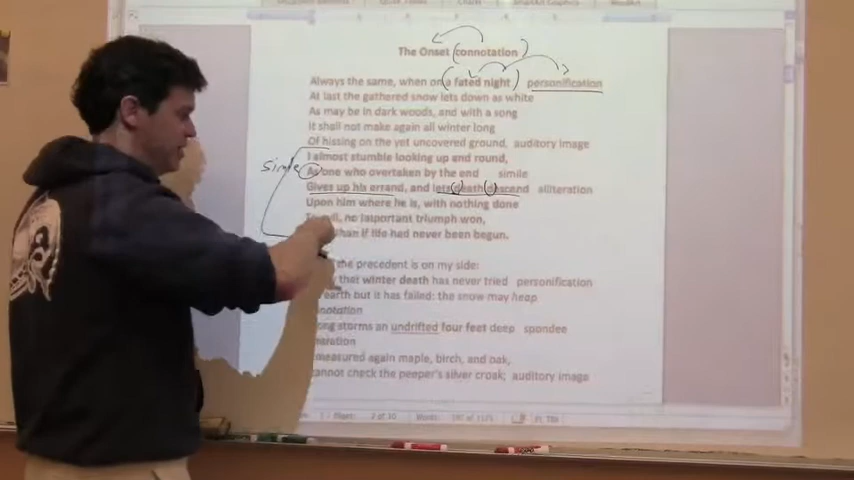 The Onset (connotation)
Always the same, when on a fated night personification
At last the gathered snow lets down as white
As may be in dark woods, and with a song
It shall not make again all winter long
Of hissing on the yet uncovered ground, auditory image
I almost stumble looking up and round,
simile
As one who overtaken by the end simile
Gives up his errand, and lets death descend alliteration
Upon him where he is, with nothing done
no important triumph won,
than if life had never been begun.
the precedent is on my side:
that winter death has never tried personification
earth but it has failed: the snow may heap
long storms an undrifted four feet deep spondee
measured again maple, birch, and oak,
cannot check the peeper's silver croak; auditory image